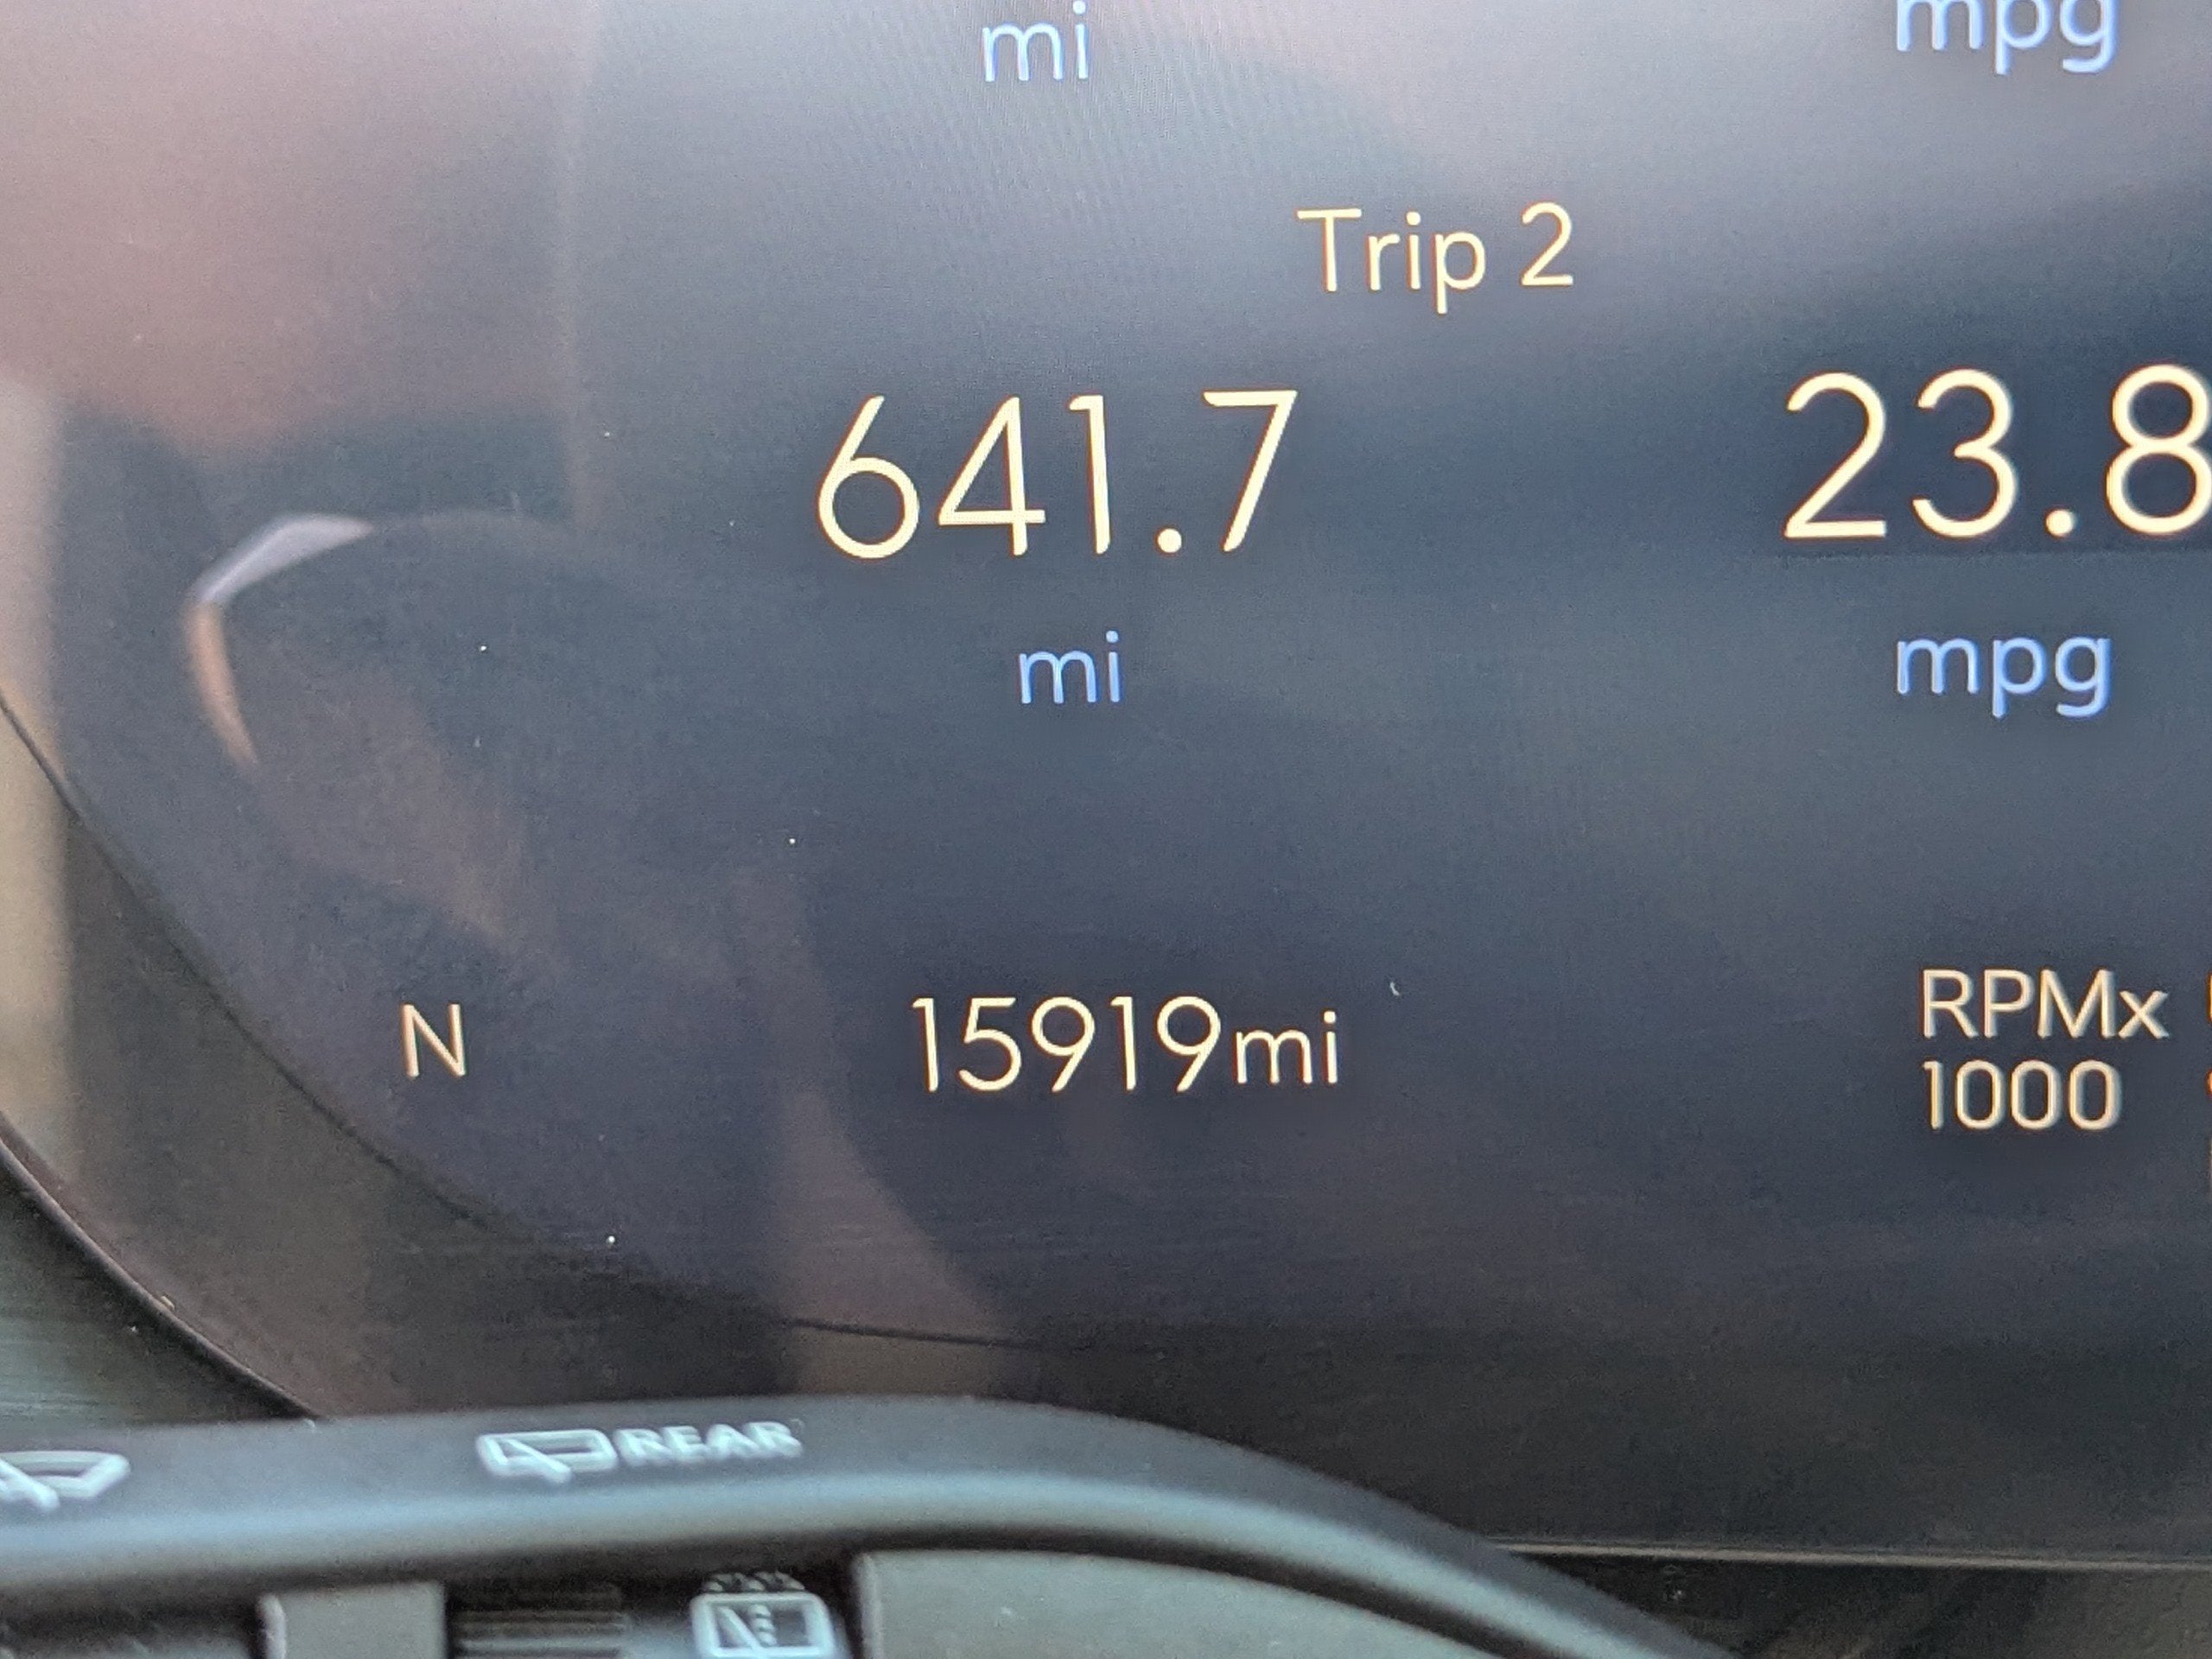 mi mpg
Trip 2
641.7 23.8
mi mpg
N 15919mi RPMx
1000
REAR